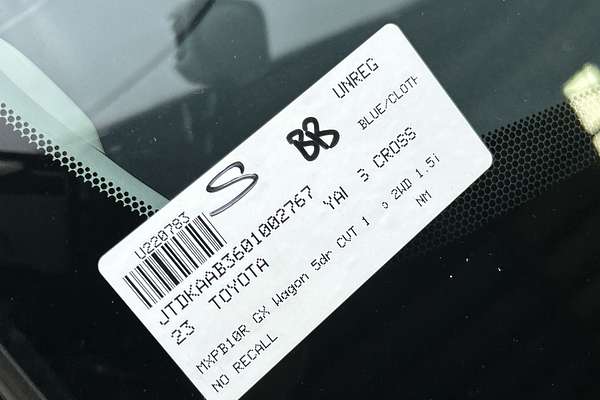 U220783 S BB UNREG
JTDKAAB3601002767 BLUE/CLOTH
23 TOYOTA YAI S CROSS
MXPB10R GX Wagon 5dr CVT 1 2WD 1.5i
NO RECALL NM